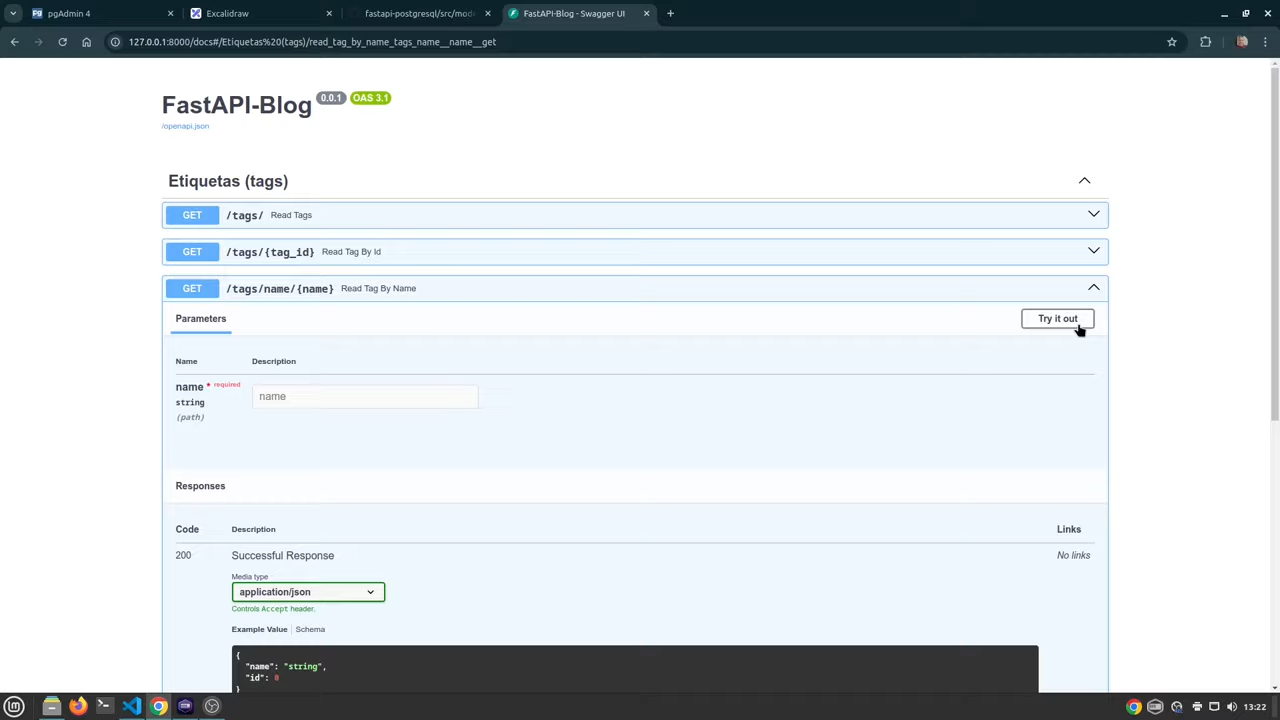 pgAdmin 4
Excalidraw
fastapi-postgresql/src/mode
FastAPI-Blog - Swagger UI
127.0.0.1:8000/docs#/Etiquetas%20(tags)/read_tag_by_name_tags_name__name__get
FastAPI-Blog 0.0.1 OAS 3.1
/openapi.json
Etiquetas (tags)
GET /tags/ Read Tags
GET /tags/{tag_id} Read Tag By Id
GET /tags/name/{name} Read Tag By Name
Parameters
Try it out
Name Description
name * required
string
(path)
name
Responses
Code Description Links
200 Successful Response No links
Media type
application/json
Controls Accept header.
Example Value | Schema
{
"name": "string",
"id": 0
}
13:22